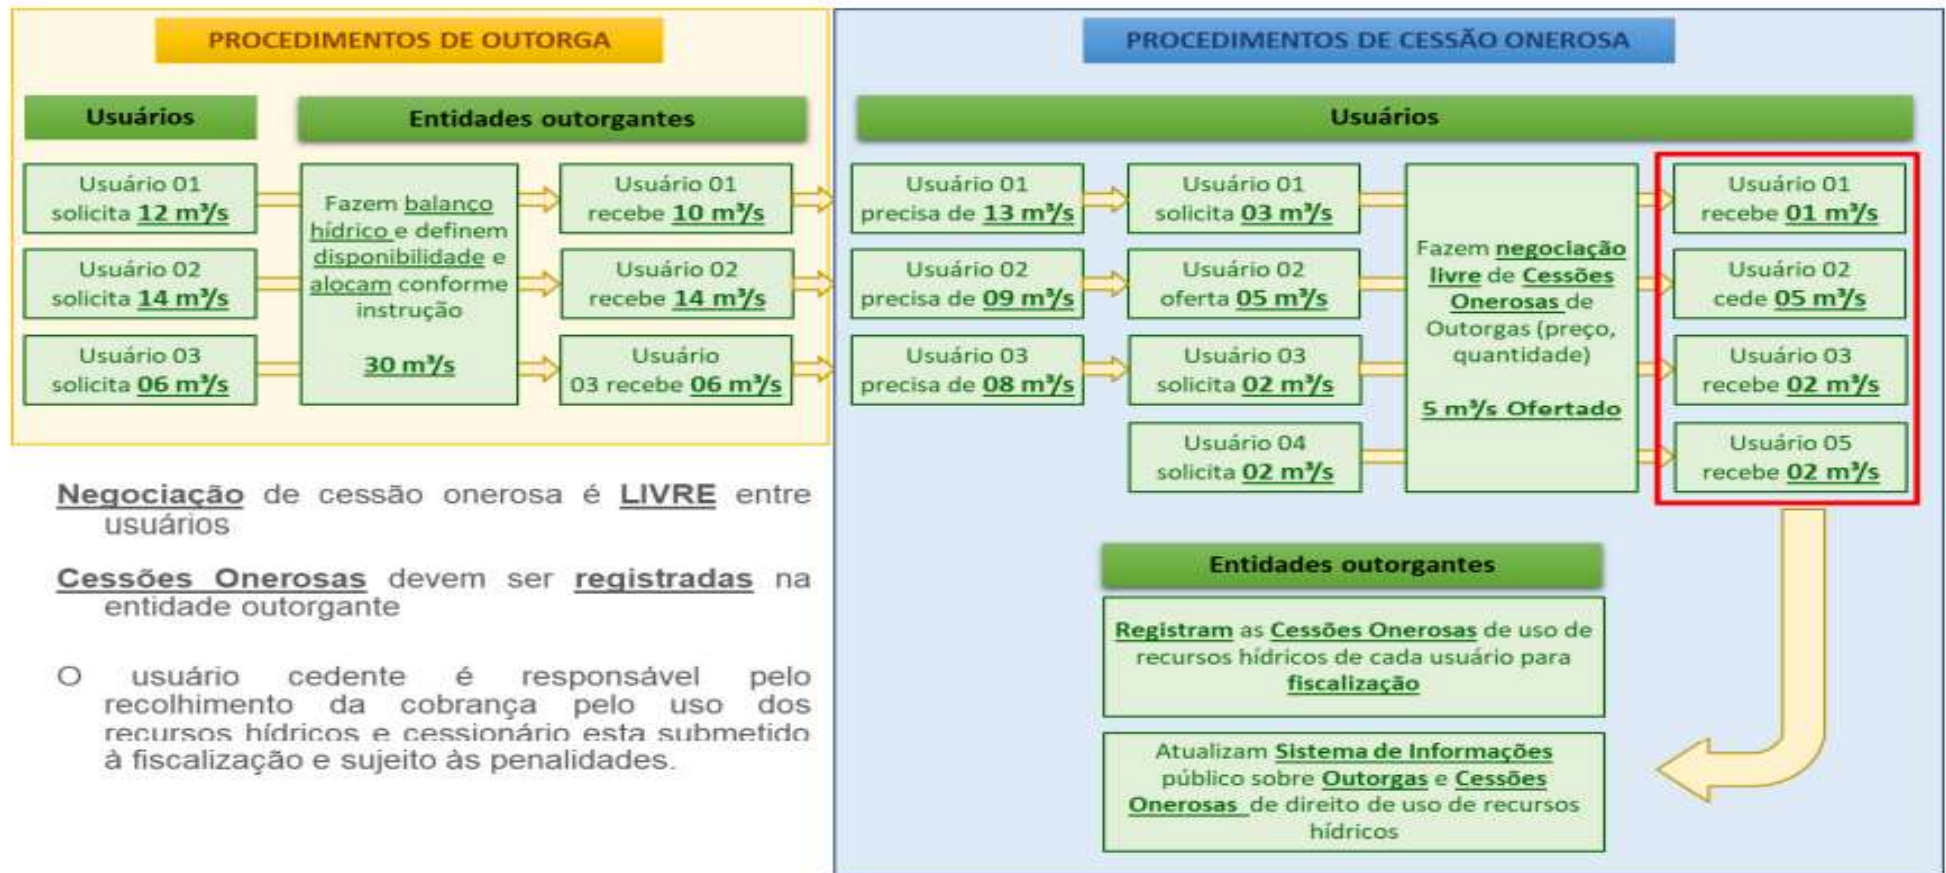 PROCEDIMENTOS DE OUTORGA
Usuários
Entidades outorgantes
Usuário 01
solicita 12 m³/s
Usuário 02
solicita 14 m³/s
Usuário 03
solicita 06 m³/s
Fazem balanço
hídrico e definem
disponibilidade e
alocam conforme
instrução
30 m³/s
Usuário 01
recebe 10 m³/s
Usuário 02
recebe 14 m³/s
Usuário
03 recebe 06 m³/s
Negociação de cessão onerosa é LIVRE entre
usuários
Cessões Onerosas devem ser registradas na
entidade outorgante
O usuário cedente é responsável pelo
recolhimento da cobrança pelo uso dos
recursos hídricos e cessionário esta submetido
à fiscalização e sujeito às penalidades.
PROCEDIMENTOS DE CESSÃO ONEROSA
Usuários
Usuário 01
precisa de 13 m³/s
Usuário 02
precisa de 09 m³/s
Usuário 03
precisa de 08 m³/s
Usuário 01
solicita 03 m³/s
Usuário 02
oferta 05 m³/s
Usuário 03
solicita 02 m³/s
Usuário 04
solicita 02 m³/s
Fazem negociação
livre de Cessões
Onerosas de
Outorgas (preço,
quantidade)
5 m³/s Ofertado
Usuário 01
recebe 01 m³/s
Usuário 02
cede 05 m³/s
Usuário 03
recebe 02 m³/s
Usuário 05
recebe 02 m³/s
Entidades outorgantes
Registram as Cessões Onerosas de uso de
recursos hídricos de cada usuário para
fiscalização
Atualizam Sistema de Informações
público sobre Outorgas e Cessões
Onerosas de direito de uso de recursos
hídricos